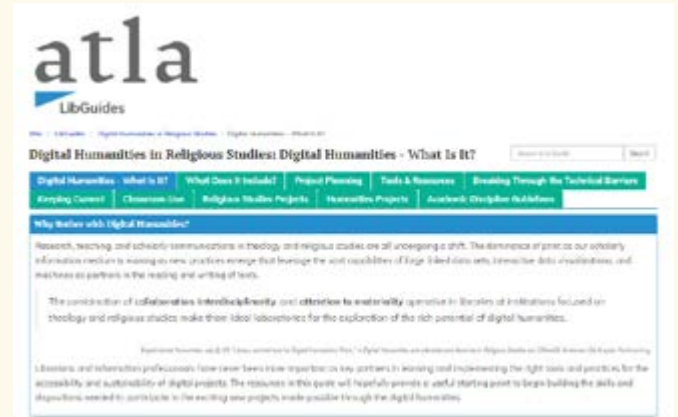 atla
LibGuides
Digital Humanities in Religious Studies: Digital Humanities - What Is It?
Search
Digital Humanities - What Is It? What Does It Include? Project Planning Tools & Resources Breaking Through the Technical Barriers
Keeping Current Classroom Use Religious Studies Projects Humanities Projects Academic Discipline Guidelines
Why Bother with Digital Humanities?
Research, teaching, and scholarly communications in theology and religious studies are all undergoing a shift. The dominance of print as our scholarly
information medium is waning as new practices emerge that leverage the vast capabilities of large linked data sets, interactive data visualizations, and
machines as partners in the reading and writing of texts.
The combination of collaboration, interdisciplinarity, and attention to materiality operative in libraries at institutions focused on
theology and religious studies make them ideal laboratories for the exploration of the rich potential of digital humanities.
Librarians and information professionals have never been more important as key partners in learning and implementing the right tools and practices for the
accessibility and sustainability of digital projects. The resources in this guide will hopefully provide a useful starting point to begin building the skills and
dispositions needed to participate in the exciting new projects made possible through the digital humanities.